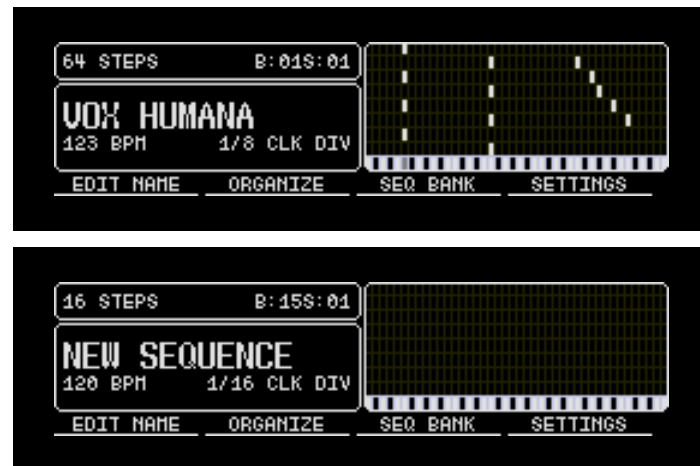 64 STEPS B:01S:01
VOX HUMANA
123 BPM 1/8 CLK DIV
EDIT NAME ORGANIZE SEQ BANK SETTINGS
16 STEPS B:15S:01
NEW SEQUENCE
120 BPM 1/16 CLK DIV
EDIT NAME ORGANIZE SEQ BANK SETTINGS